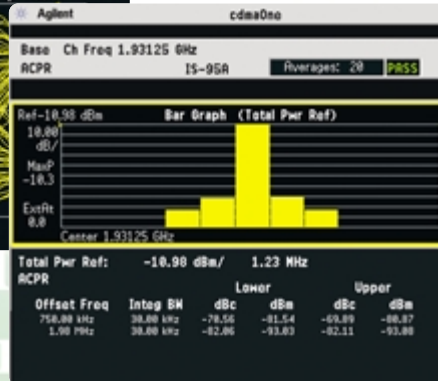 Agilent cdmaOne
Base Ch Freq 1.93125 GHz
ACPR IS-95A Averages: 20 PASS
Ref-10.98 dBm Bar Graph (Total Pwr Ref)
10.00
dB/
MaxP
-10.3
ExtAt
0.0
Center 1.93125 GHz
Total Pwr Ref: -10.98 dBm/ 1.23 MHz
ACPR
Lower Upper
Offset Freq Integ BW dBc dBm dBc dBm
750.00 kHz 30.00 kHz -70.56 -81.54 -69.89 -80.87
1.98 MHz 30.00 kHz -82.06 -93.03 -82.11 -93.08